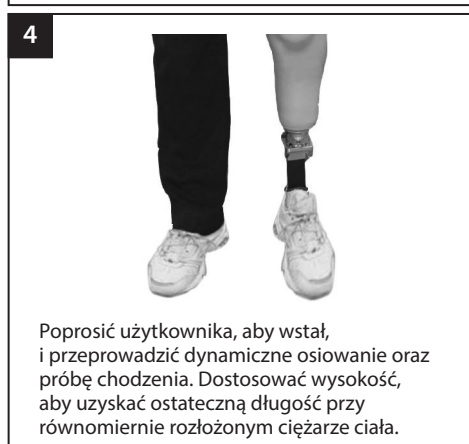 4
Poprosić użytkownika, aby wstał,
i przeprowadzić dynamiczne osiowanie oraz
próbę chodzenia. Dostosować wysokość,
aby uzyskać ostateczną długość przy
równomiernie rozłożonym ciężarze ciała.